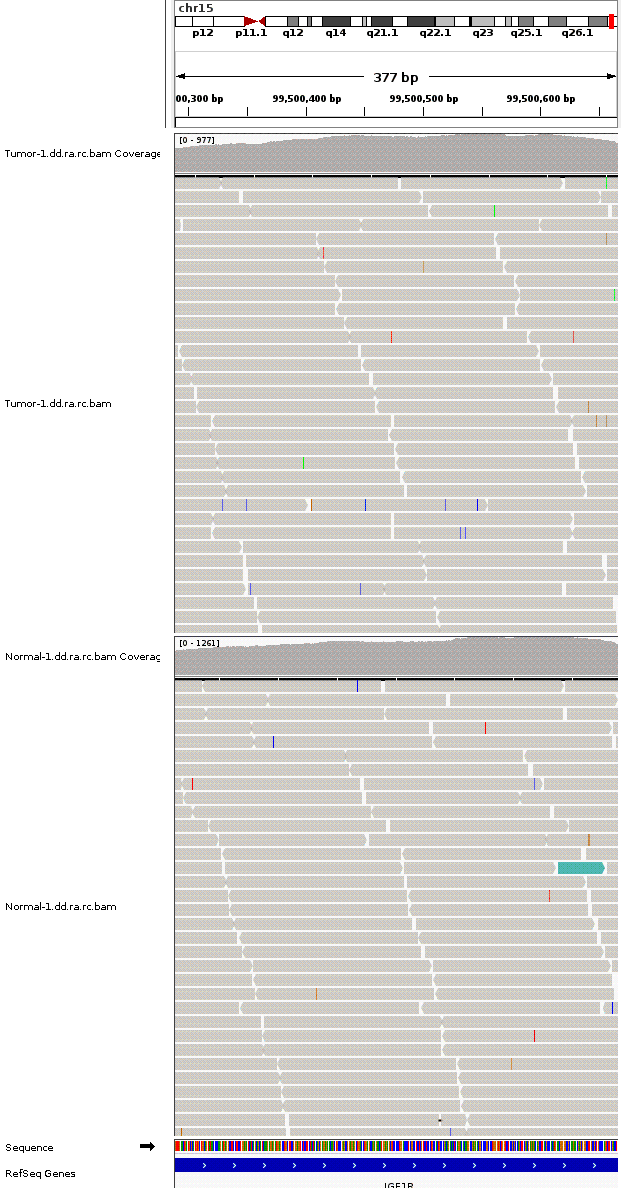 chr15
p12 p11.1 q12 q14 q21.1 q22.1 q23 q25.1 q26.1
377 bp
00,300 bp 99,500,400 bp 99,500,500 bp 99,500,600 bp
[0 - 977]
Tumor-1.dd.ra.rc.bam Coverage
Tumor-1.dd.ra.rc.bam
[0 - 1261]
Normal-1.dd.ra.rc.bam Coverag
Normal-1.dd.ra.rc.bam
Sequence
RefSeq Genes
IGF1R